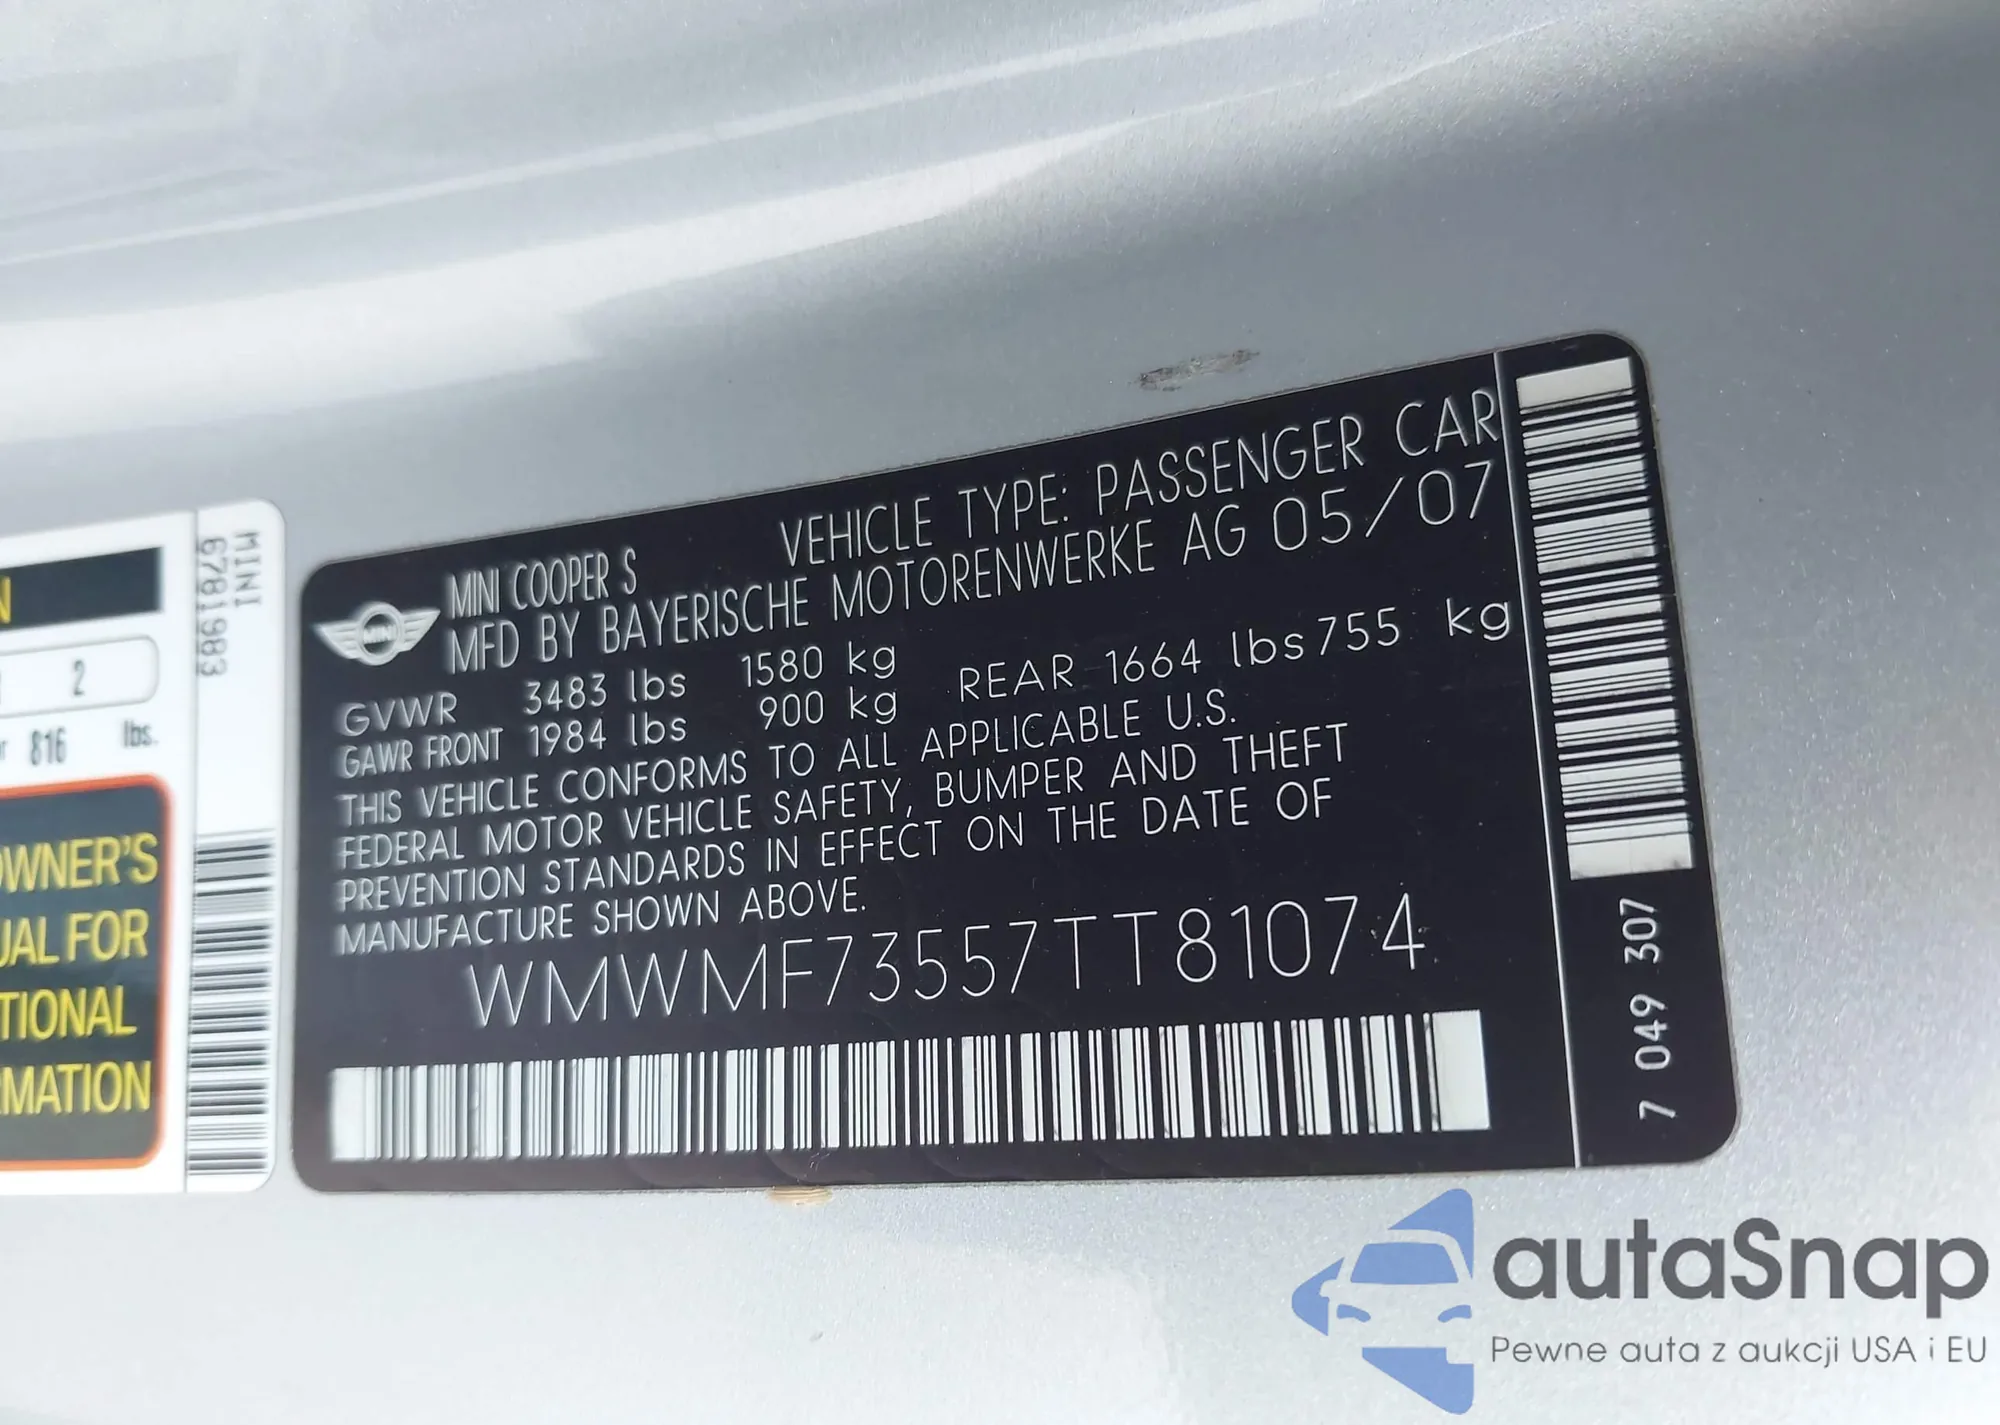 N
2
816 lbs.
OWNER'S
UAL FOR
TIONAL
RMATION
MINI
6781983
VEHICLE TYPE: PASSENGER CAR
MINI COOPER S
MFD BY BAYERISCHE MOTORENWERKE AG 05/07
MINI
GVWR 3483 lbs 1580 kg
GAWR FRONT 1984 lbs 900 kg REAR 1664 lbs 755 kg
THIS VEHICLE CONFORMS TO ALL APPLICABLE U.S.
FEDERAL MOTOR VEHICLE SAFETY, BUMPER AND THEFT
PREVENTION STANDARDS IN EFFECT ON THE DATE OF
MANUFACTURE SHOWN ABOVE.
WMWMF73557TT81074
7 049 307
autaSnap
Pewne auta z aukcji USA i EU